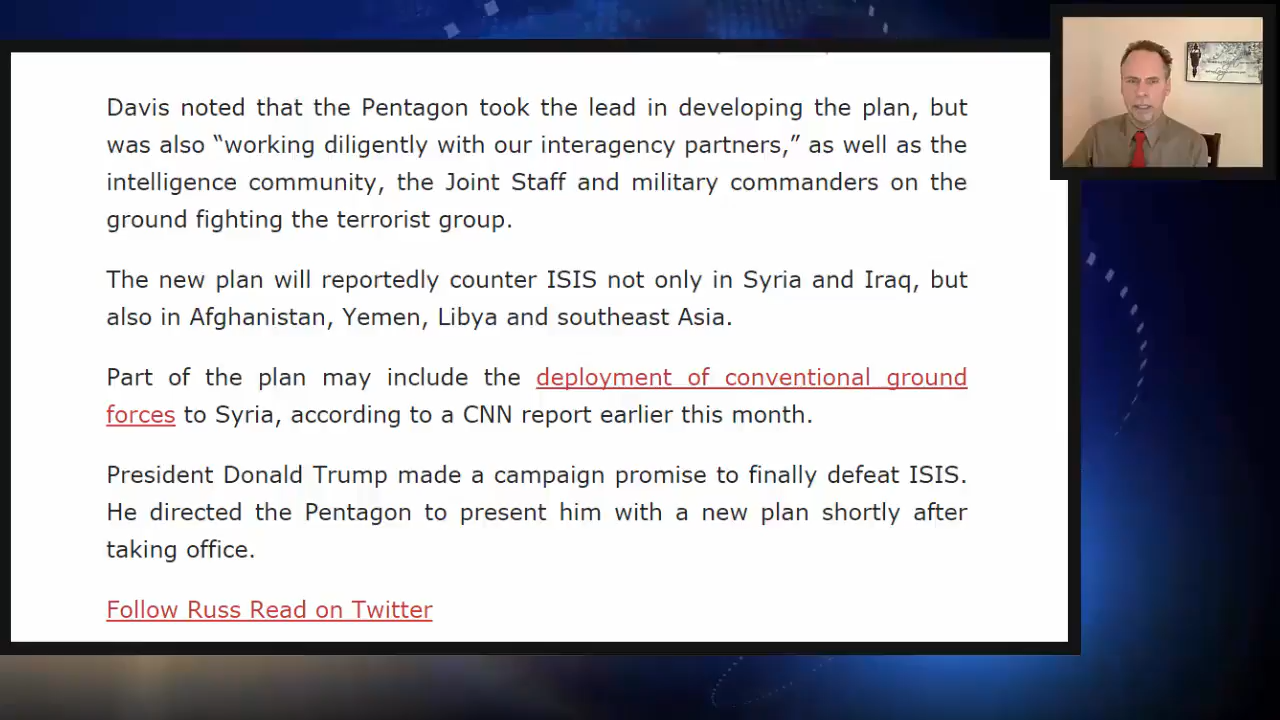 Davis noted that the Pentagon took the lead in developing the plan, but
was also “working diligently with our interagency partners,” as well as the
intelligence community, the Joint Staff and military commanders on the
ground fighting the terrorist group.
The new plan will reportedly counter ISIS not only in Syria and Iraq, but
also in Afghanistan, Yemen, Libya and southeast Asia.
Part of the plan may include the deployment of conventional ground
forces to Syria, according to a CNN report earlier this month.
President Donald Trump made a campaign promise to finally defeat ISIS.
He directed the Pentagon to present him with a new plan shortly after
taking office.
Follow Russ Read on Twitter